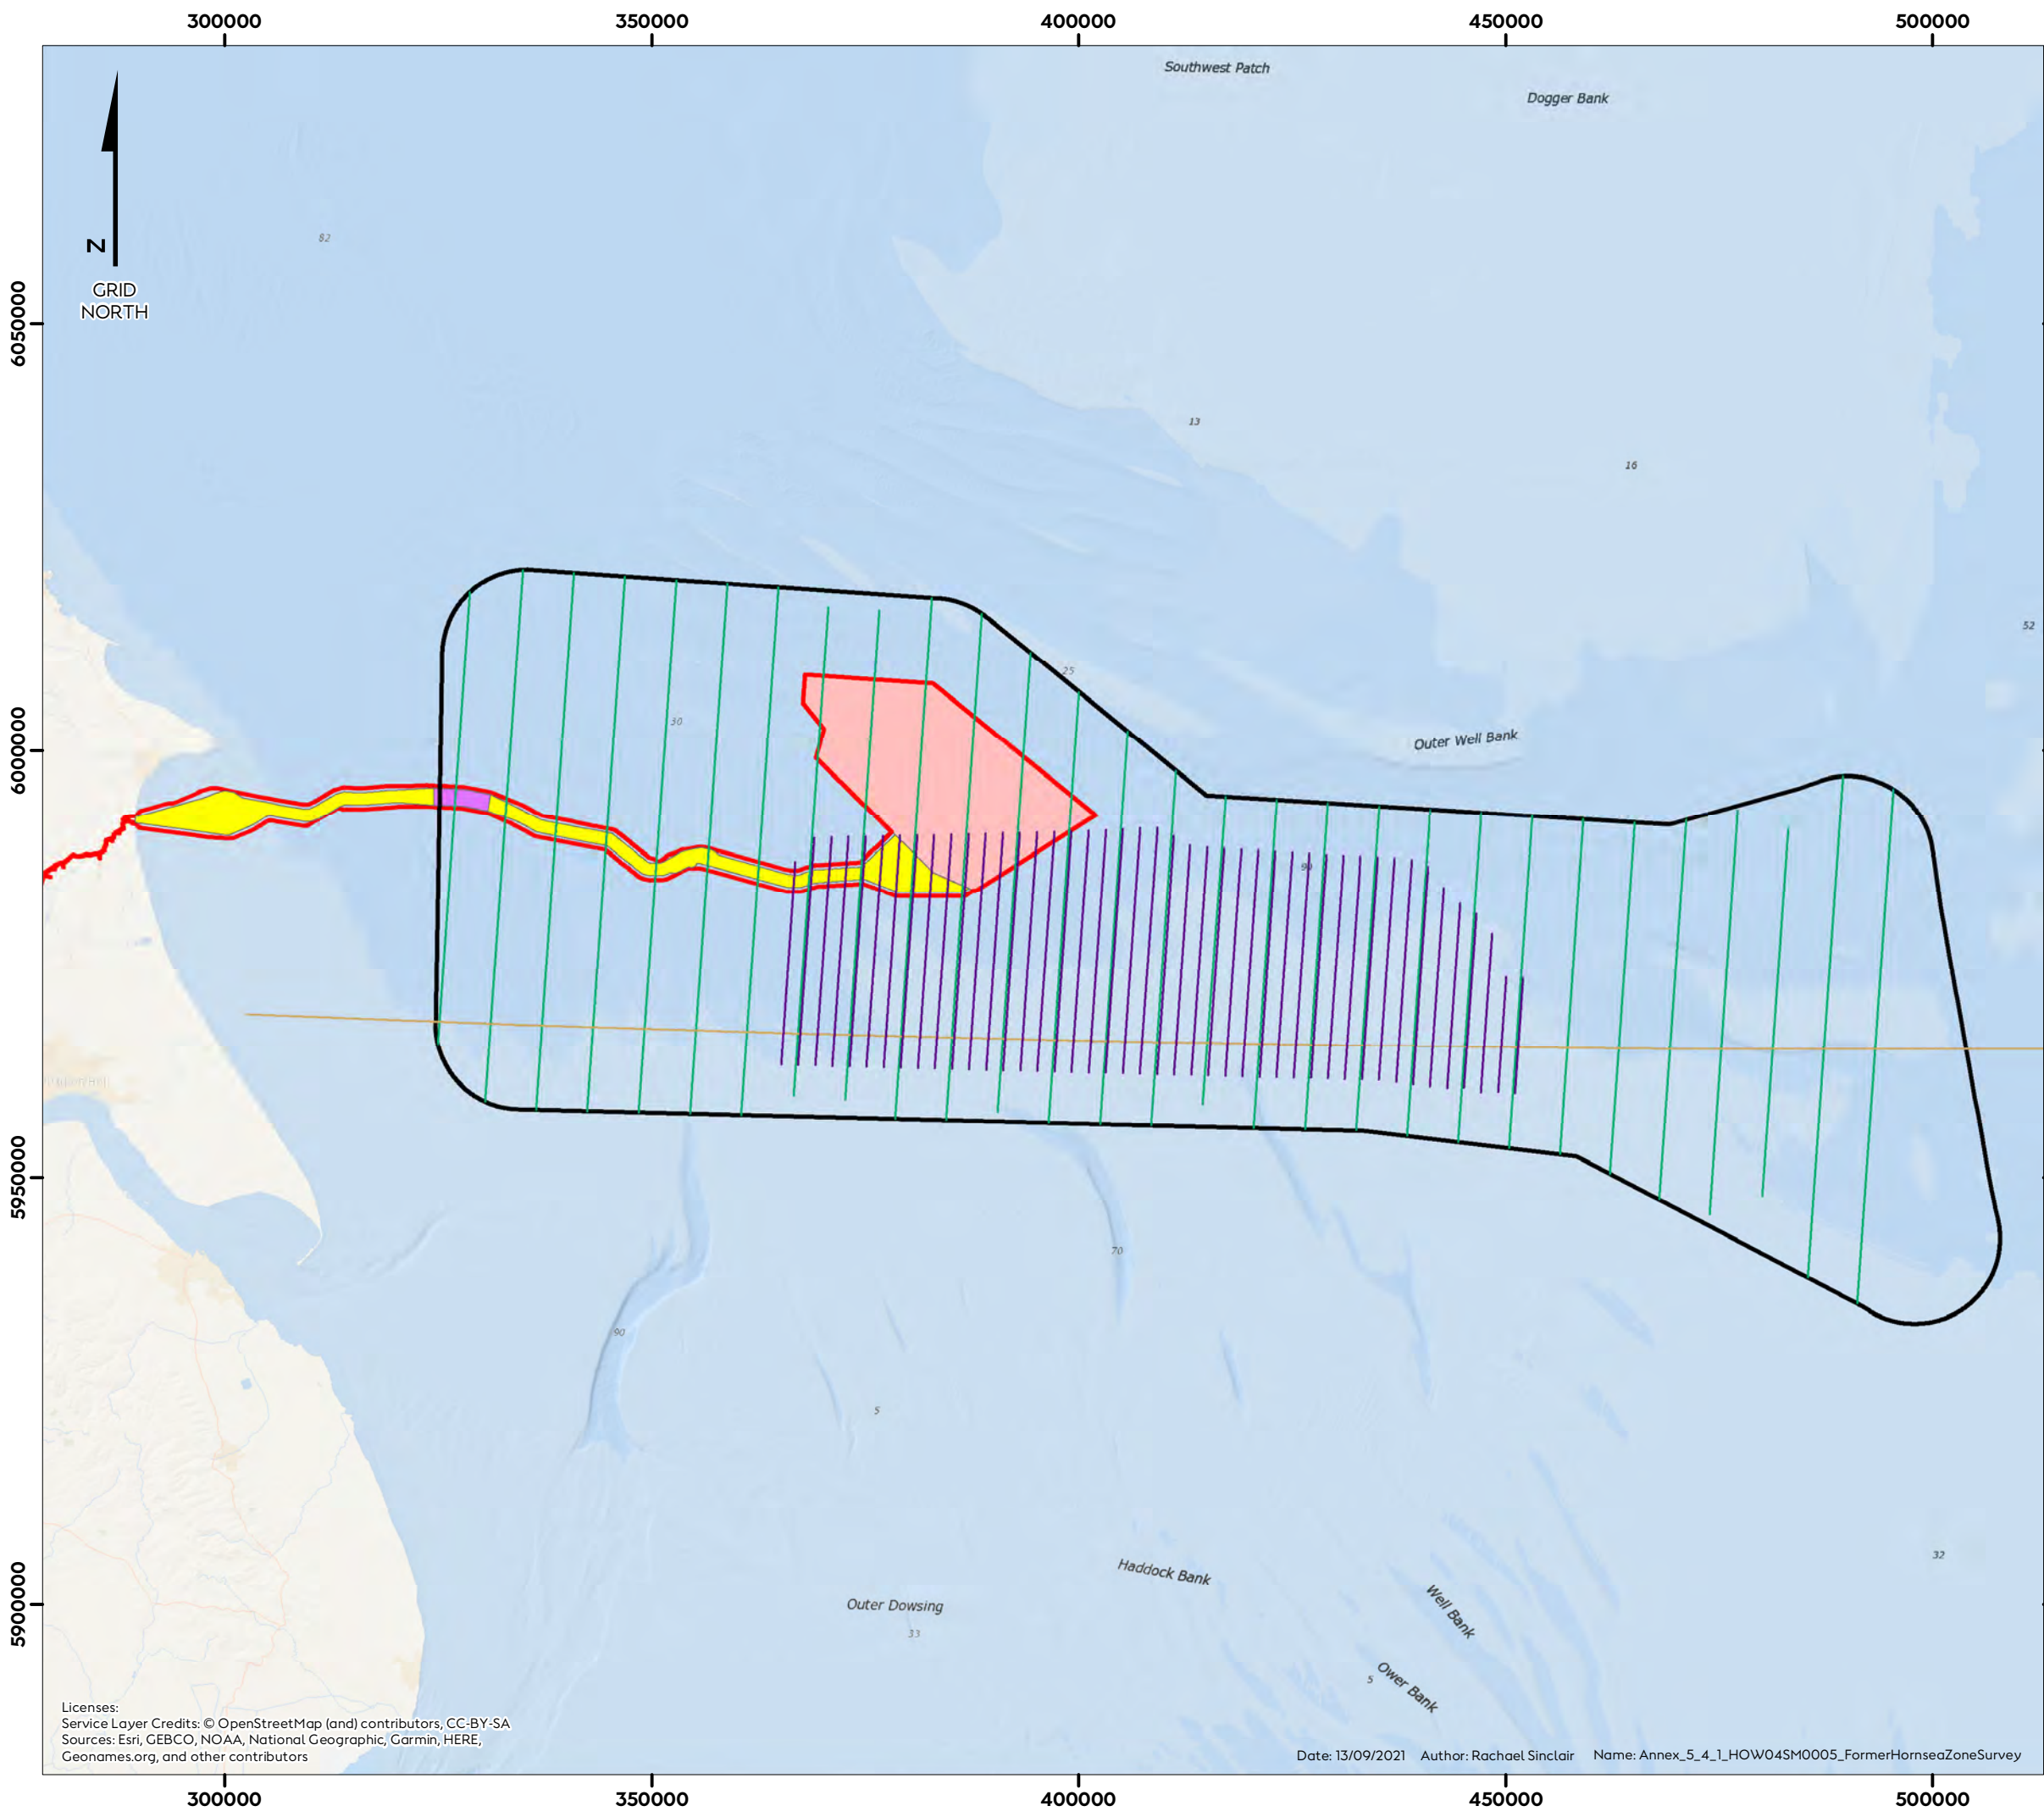 300000 350000 400000 450000 500000
Southwest Patch
Dogger Bank
N
GRID
NORTH
82
6050000
13
16
52
25
30
6000000
Outer Well Bank
90
5950000
70
90
5
Haddock Bank
32
5900000
Outer Dowsing
Well Bank
33
Ower Bank
5
Licenses:
Service Layer Credits: © OpenStreetMap (and) contributors, CC-BY-SA
Sources: Esri, GEBCO, NOAA, National Geographic, Garmin, HERE,
Geonames.org, and other contributors
Date: 13/09/2021 Author: Rachael Sinclair Name: Annex_5_4_1_HOW04SM0005_FormerHornseaZoneSurvey
300000 350000 400000 450000 500000